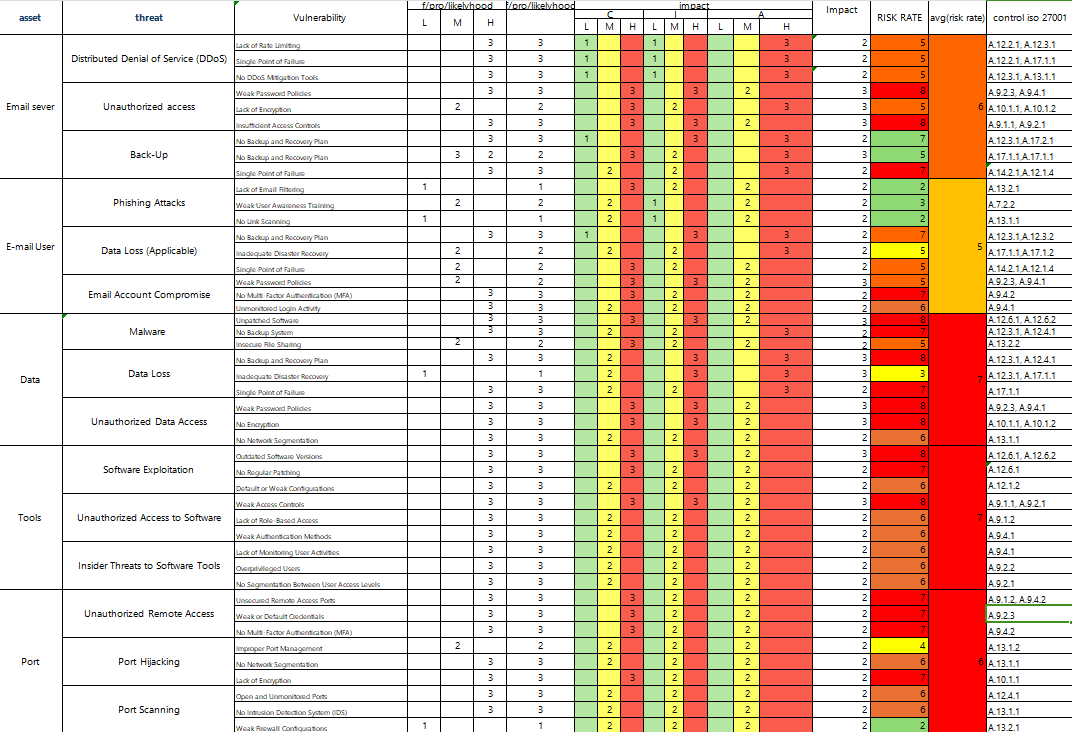 f/pro/likelyhood f/pro/likelyhood impact
asset threat Vulnerability L M H C I A Impact RISK RATE avg(risk rate) control iso 27001
L M H L M H L M H
Lack of Rate Limiting 3 3 1 1 3 2 5 A.12.2.1, A.12.3.1
Distributed Denial of Service (DDoS) Single Point of Failure 3 3 1 1 3 2 5 A.12.2.1, A.17.1.1
No DDoS Mitigation Tools 3 3 1 1 3 2 5 A.12.3.1, A.13.1.1
Weak Password Policies 3 3 3 3 2 3 8 A.9.2.3, A.9.4.1
Email sever Unauthorized access Lack of Encryption 2 2 3 2 3 3 5 6 A.10.1.1, A.10.1.2
Insufficient Access Controls 3 3 3 3 2 3 8 A.9.1.1, A.9.2.1
No Backup and Recovery Plan 3 3 1 3 3 2 7 A.12.3.1,A.17.2.1
Back-Up No Backup and Recovery Plan 3 2 2 3 2 3 3 5 A.17.1.1,A.17.1.1
Single Point of Failure 3 3 2 2 3 2 7 A.14.2.1,A.12.1.4
Lack of Email Filtering 1 1 3 2 2 2 2 A.13.2.1
Phishing Attacks Weak User Awareness Training 2 2 2 1 2 2 3 A.7.2.2
No Link Scanning 1 1 2 1 2 2 2 A.13.1.1
No Backup and Recovery Plan 3 3 1 3 3 2 7 A.12.3.1,A.12.3.2
E-mail User Data Loss (Applicable) Inadequate Disaster Recovery 2 2 2 2 3 2 5 5 A.17.1.1,A.17.1.2
Single Point of Failure 2 2 3 2 2 2 5 A.14.2.1,A.12.1.4
Weak Password Policies 2 2 3 3 2 3 5 A.9.2.3, A.9.4.1
Email Account Compromise No Multi-Factor Authentication (MFA) 3 3 3 2 2 2 7 A.9.4.2
Unmonitored Login Activity 3 3 2 2 2 2 6 A.9.4.1
Unpatched Software 3 3 3 3 2 3 8 A.12.6.1, A.12.6.2
Malware No Backup System 3 3 2 2 3 2 7 A.12.3.1, A.12.4.1
Insecure File Sharing 2 2 3 2 2 2 5 A.13.2.2
No Backup and Recovery Plan 3 3 2 3 3 3 8 A.12.3.1, A.12.4.1
Data Data Loss Inadequate Disaster Recovery 1 1 2 3 3 3 3 7 A.12.3.1, A.17.1.1
Single Point of Failure 3 3 2 2 3 2 7 A.17.1.1
Weak Password Policies 3 3 3 3 2 3 8 A.9.2.3, A.9.4.1
Unauthorized Data Access No Encryption 3 3 3 3 2 3 8 A.10.1.1, A.10.1.2
No Network Segmentation 3 3 2 2 2 2 6 A.13.1.1
Outdated Software Versions 3 3 3 3 2 3 8 A.12.6.1, A.12.6.2
Software Exploitation No Regular Patching 3 3 3 2 2 2 7 A.12.6.1
Default or Weak Configurations 3 3 2 2 2 2 6 A.12.1.2
Weak Access Controls 3 3 3 3 2 3 8 A.9.1.1, A.9.2.1
Tools Unauthorized Access to Software Lack of Role-Based Access 3 3 2 2 2 2 6 7 A.9.1.2
Weak Authentication Methods 3 3 2 2 2 2 6 A.9.4.1
Lack of Monitoring User Activities 3 3 2 2 2 2 6 A.9.4.1
Insider Threats to Software Tools Overprivileged Users 3 3 2 2 2 2 6 A.9.2.2
No Segmentation Between User Access Levels 3 3 2 2 2 2 6 A.9.2.1
Unsecured Remote Access Ports 3 3 3 2 2 2 7 A.9.1.2, A.9.4.2
Unauthorized Remote Access Weak or Default Credentials 3 3 3 2 2 2 7 A.9.2.3
No Multi-Factor Authentication (MFA) 3 3 3 2 2 2 7 A.9.4.2
Improper Port Management 2 2 2 2 2 2 4 A.13.1.2
Port Port Hijacking No Network Segmentation 3 3 2 2 2 2 6 6 A.13.1.1
Lack of Encryption 3 3 3 2 2 2 7 A.10.1.1
Open and Unmonitored Ports 3 3 2 2 2 2 6 A.12.4.1
Port Scanning No Intrusion Detection System (IDS) 3 3 2 2 2 2 6 A.13.1.1
Weak Firewall Configurations 1 1 2 2 2 2 2 A.13.2.1